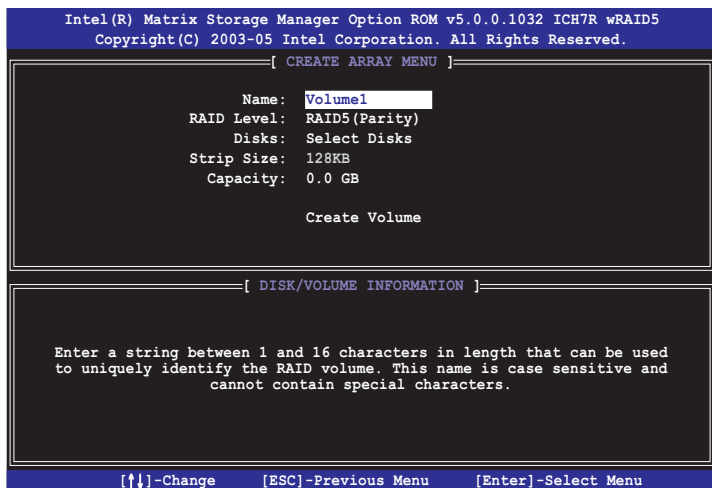 Intel(R) Matrix Storage Manager Option ROM v5.0.0.1032 ICH7R wRAID5
Copyright(C) 2003-05 Intel Corporation. All Rights Reserved.
[ CREATE ARRAY MENU ]
Name: Volume1
RAID Level: RAID5(Parity)
Disks: Select Disks
Strip Size: 128KB
Capacity: 0.0 GB
Create Volume
[ DISK/VOLUME INFORMATION ]
Enter a string between 1 and 16 characters in length that can be used
to uniquely identify the RAID volume. This name is case sensitive and
cannot contain special characters.
[↑↓]-Change [ESC]-Previous Menu [Enter]-Select Menu